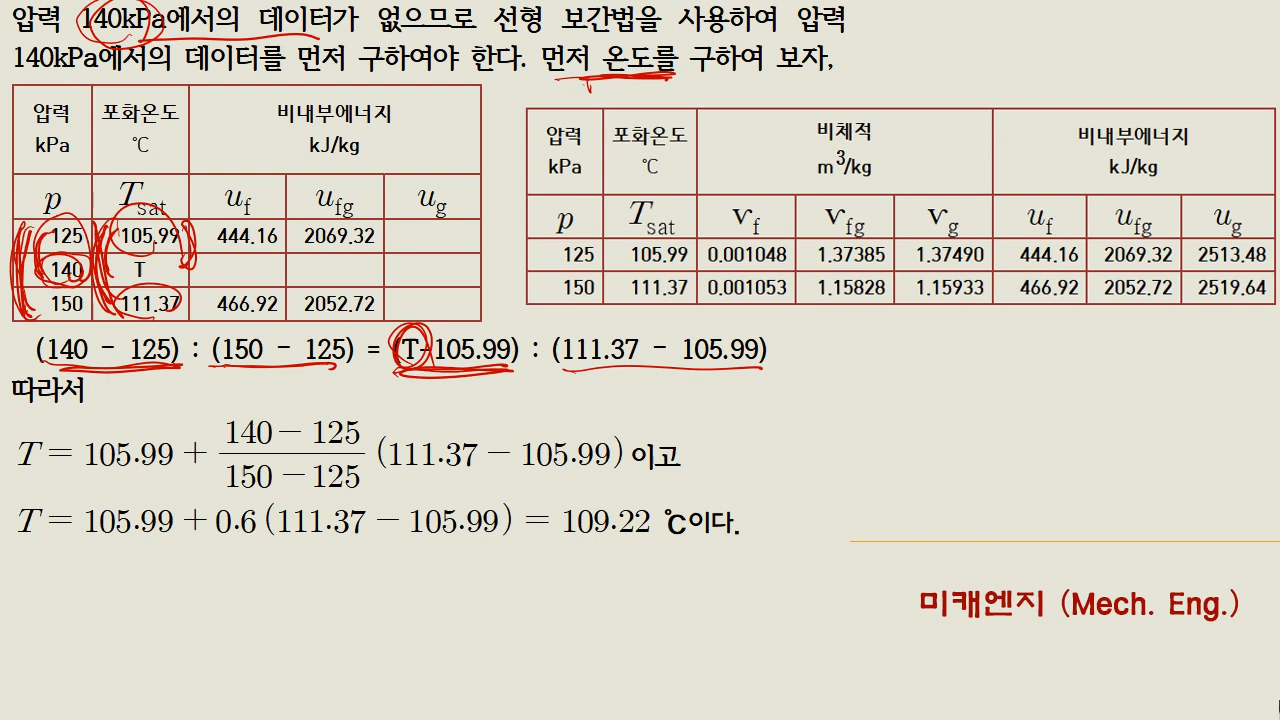 압력 140kPa에서의 데이터가 없으므로 선형 보간법을 사용하여 압력
140kPa에서의 데이터를 먼저 구하여야 한다. 먼저 온도를 구하여 보자,
압력 kPa 포화온도 ℃ 비내부에너지 kJ/kg
p T_sat u_f u_fg u_g
125 105.99 444.16 2069.32
140 T
150 111.37 466.92 2052.72
압력 kPa 포화온도 ℃ 비체적 m³/kg 비내부에너지 kJ/kg
p T_sat v_f v_fg v_g u_f u_fg u_g
125 105.99 0.001048 1.37385 1.37490 444.16 2069.32 2513.48
150 111.37 0.001053 1.15828 1.15933 466.92 2052.72 2519.64
(140 - 125) : (150 - 125) = (T-105.99) : (111.37 - 105.99)
따라서
T = 105.99 + (140 - 125)/(150 - 125) (111.37 - 105.99) 이고
T = 105.99 + 0.6 (111.37 - 105.99) = 109.22 ℃이다.
미캐엔지 (Mech. Eng.)